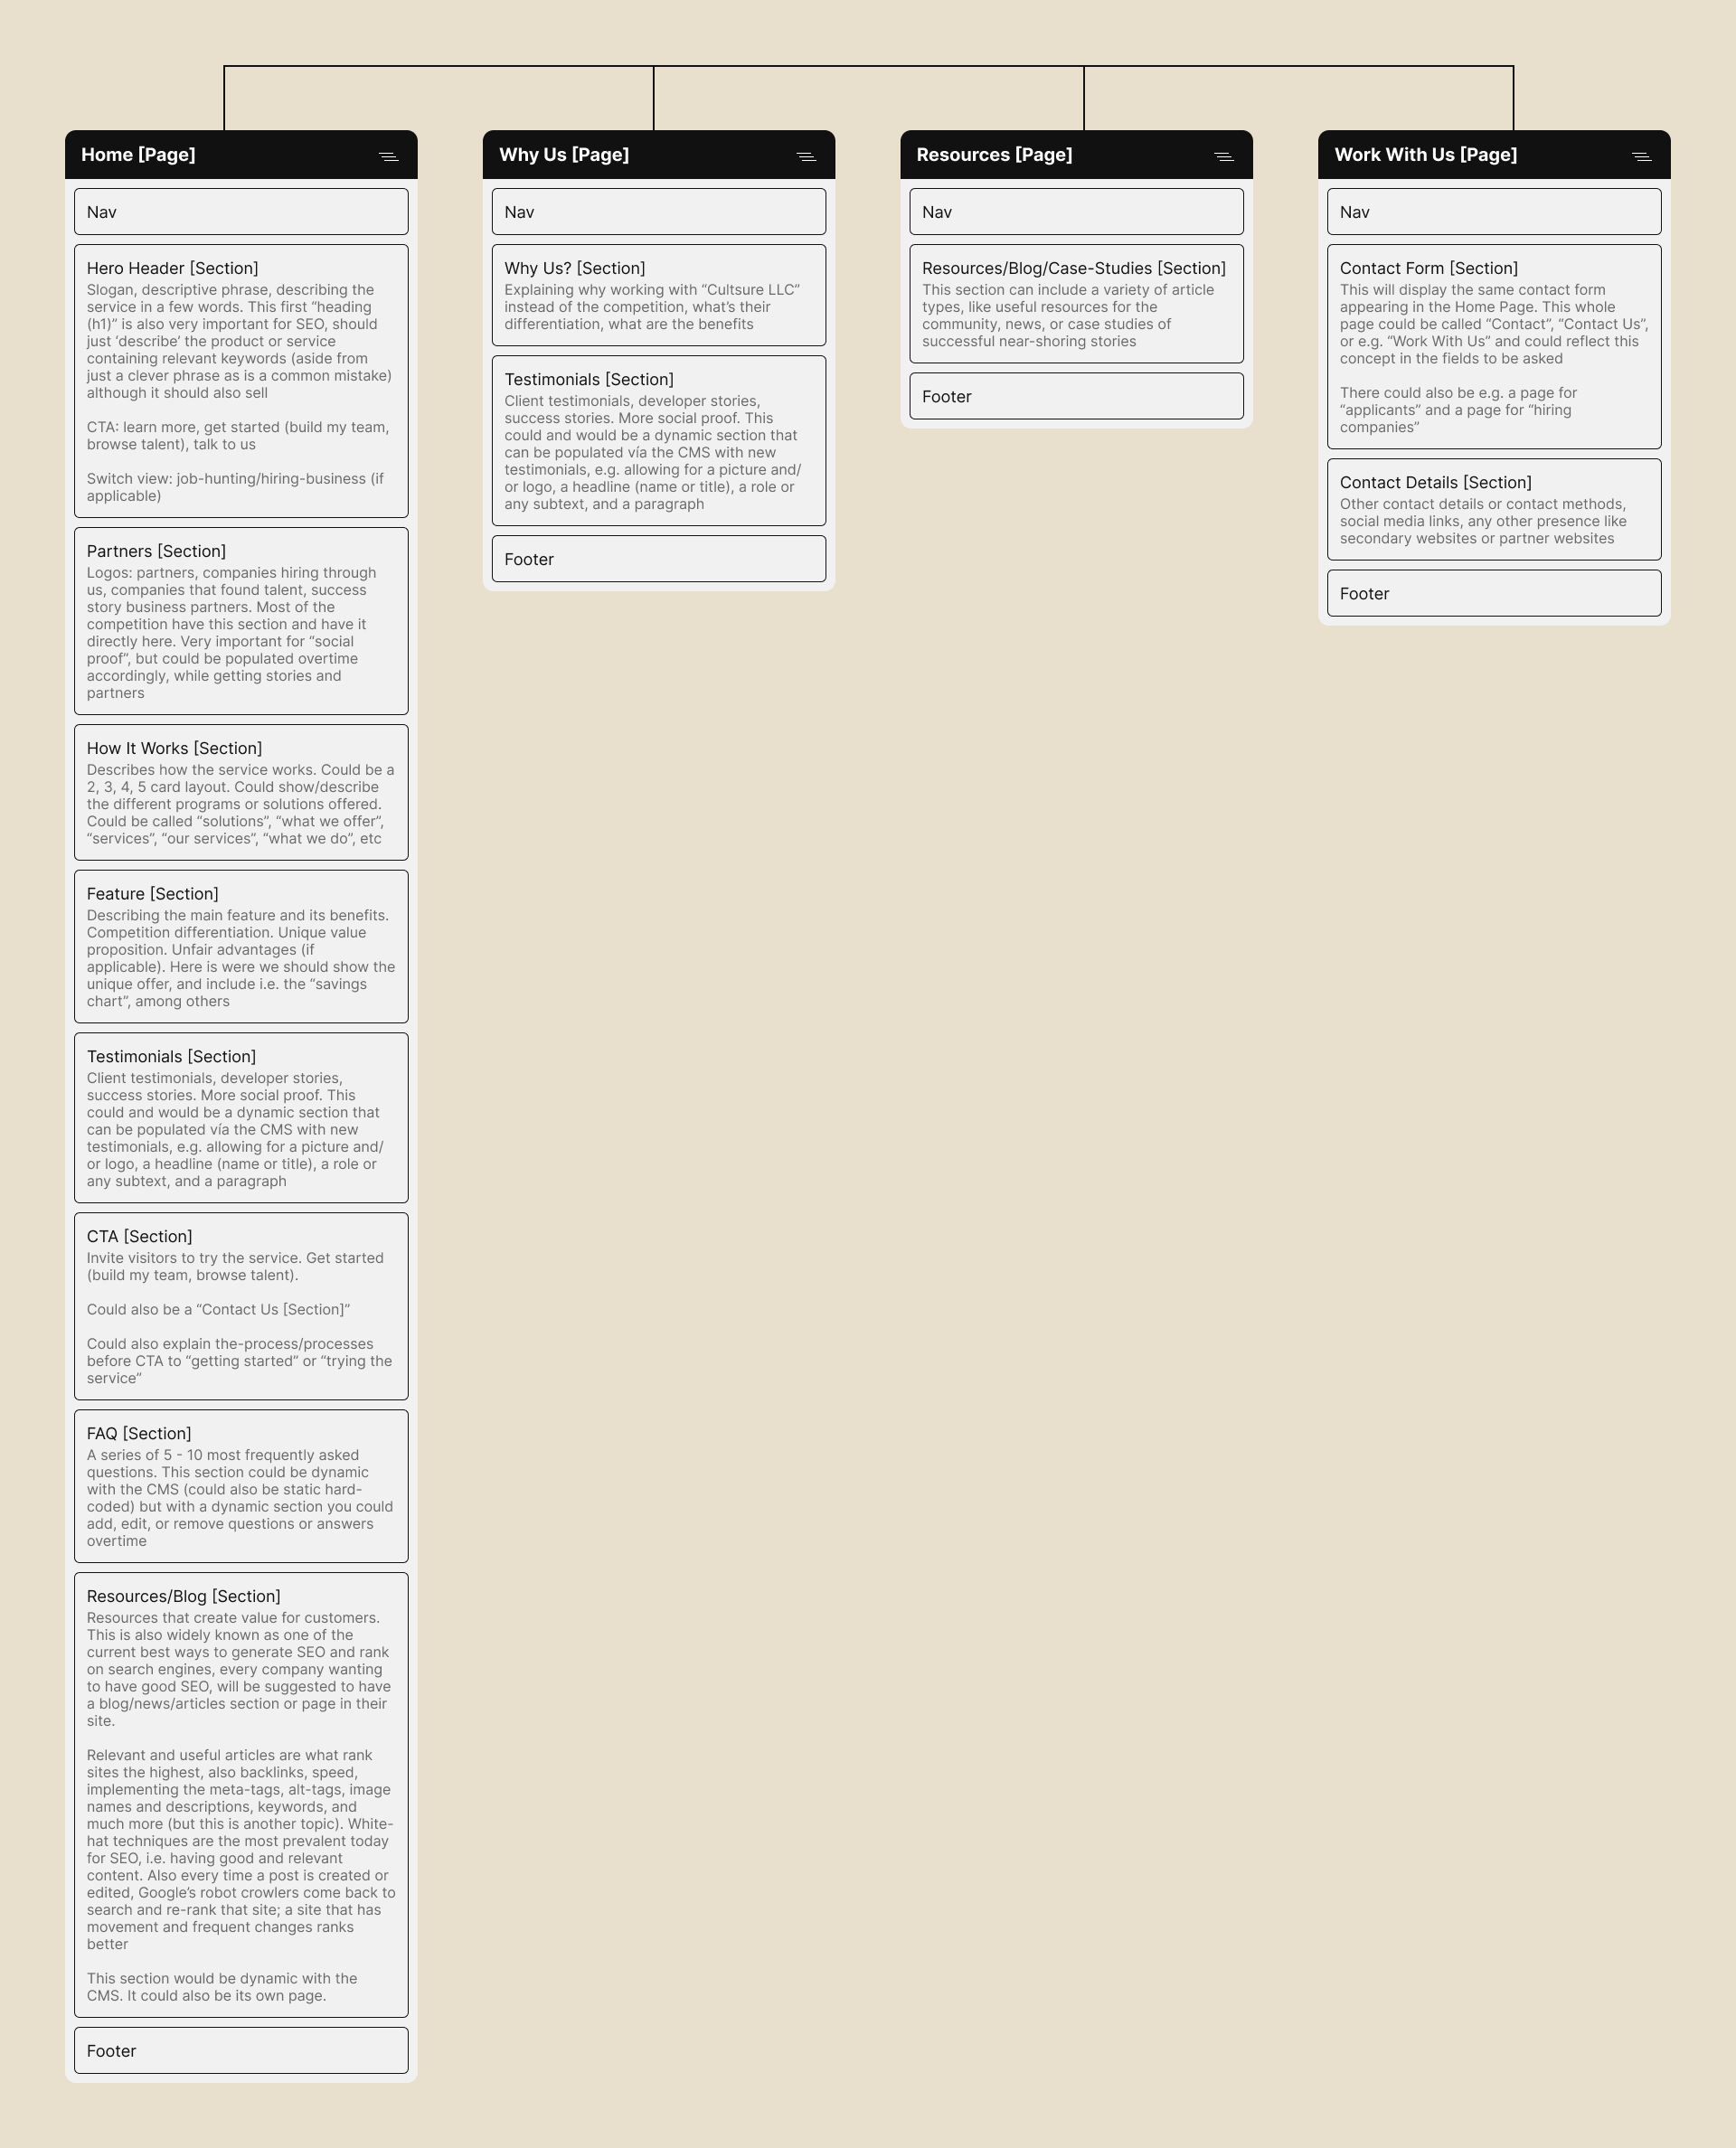 Home [Page]
Nav
Hero Header [Section]
Slogan, descriptive phrase, describing the
service in a few words. This first “heading
(h1)” is also very important for SEO, should
just ‘describe’ the product or service
containing relevant keywords (aside from
just a clever phrase as is a common mistake)
although it should also sell
CTA: learn more, get started (build my team,
browse talent), talk to us
Switch view: job-hunting/hiring-business (if
applicable)
Partners [Section]
Logos: partners, companies hiring through
us, companies that found talent, success
story business partners. Most of the
competition have this section and have it
directly here. Very important for “social
proof”, but could be populated overtime
accordingly, while getting stories and
partners
How It Works [Section]
Describes how the service works. Could be a
2, 3, 4, 5 card layout. Could show/describe
the different programs or solutions offered.
Could be called “solutions”, “what we offer”,
“services”, “our services”, “what we do”, etc
Feature [Section]
Describing the main feature and its benefits.
Competition differentiation. Unique value
proposition. Unfair advantages (if
applicable). Here is were we should show the
unique offer, and include i.e. the “savings
chart”, among others
Testimonials [Section]
Client testimonials, developer stories,
success stories. More social proof. This
could and would be a dynamic section that
can be populated vía the CMS with new
testimonials, e.g. allowing for a picture and/
or logo, a headline (name or title), a role or
any subtext, and a paragraph
CTA [Section]
Invite visitors to try the service. Get started
(build my team, browse talent).
Could also be a “Contact Us [Section]”
Could also explain the-process/processes
before CTA to “getting started” or “trying the
service”
FAQ [Section]
A series of 5 - 10 most frequently asked
questions. This section could be dynamic
with the CMS (could also be static hard-
coded) but with a dynamic section you could
add, edit, or remove questions or answers
overtime
Resources/Blog [Section]
Resources that create value for customers.
This is also widely known as one of the
current best ways to generate SEO and rank
on search engines, every company wanting
to have good SEO, will be suggested to have
a blog/news/articles section or page in their
site.
Relevant and useful articles are what rank
sites the highest, also backlinks, speed,
implementing the meta-tags, alt-tags, image
names and descriptions, keywords, and
much more (but this is another topic). White-
hat techniques are the most prevalent today
for SEO, i.e. having good and relevant
content. Also every time a post is created or
edited, Google’s robot crowlers come back to
search and re-rank that site; a site that has
movement and frequent changes ranks
better
This section would be dynamic with the
CMS. It could also be its own page.
Footer
Why Us [Page]
Nav
Why Us? [Section]
Explaining why working with “Cultsure LLC”
instead of the competition, what’s their
differentiation, what are the benefits
Testimonials [Section]
Client testimonials, developer stories,
success stories. More social proof. This
could and would be a dynamic section that
can be populated vía the CMS with new
testimonials, e.g. allowing for a picture and/
or logo, a headline (name or title), a role or
any subtext, and a paragraph
Footer
Resources [Page]
Nav
Resources/Blog/Case-Studies [Section]
This section can include a variety of article
types, like useful resources for the
community, news, or case studies of
successful near-shoring stories
Footer
Work With Us [Page]
Nav
Contact Form [Section]
This will display the same contact form
appearing in the Home Page. This whole
page could be called “Contact”, “Contact Us”,
or e.g. “Work With Us” and could reflect this
concept in the fields to be asked
There could also be e.g. a page for
“applicants” and a page for “hiring
companies”
Contact Details [Section]
Other contact details or contact methods,
social media links, any other presence like
secondary websites or partner websites
Footer